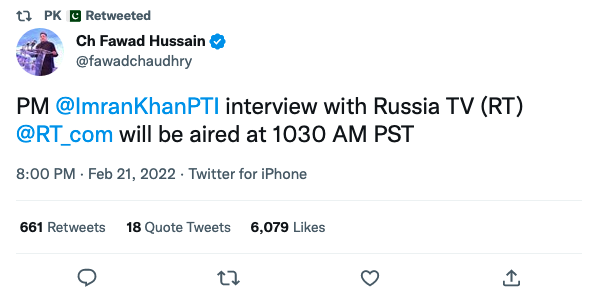 PK Retweeted
Ch Fawad Hussain
@fawadchaudhry
PM @ImranKhanPTI interview with Russia TV (RT)
@RT_com will be aired at 1030 AM PST
8:00 PM · Feb 21, 2022 · Twitter for iPhone
661 Retweets 18 Quote Tweets 6,079 Likes